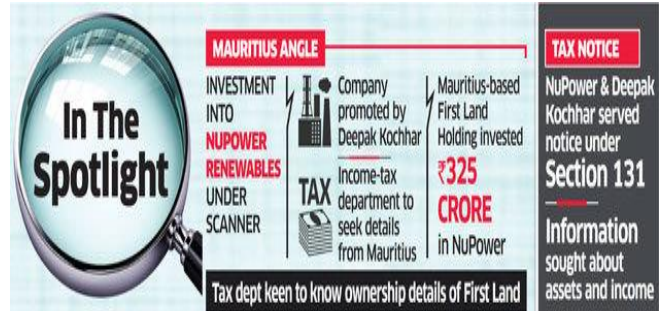 In The
Spotlight
MAURITIUS ANGLE
INVESTMENT
INTO
NUPOWER
RENEWABLES
UNDER
SCANNER
Company
promoted by
Deepak Kochhar
TAX
Income-tax
department to
seek details
from Mauritius
Mauritius-based
First Land
Holding invested
₹325
CRORE
in NuPower
Tax dept keen to know ownership details of First Land
TAX NOTICE
NuPower & Deepak
Kochhar served
notice under
Section 131
Information
sought about
assets and income